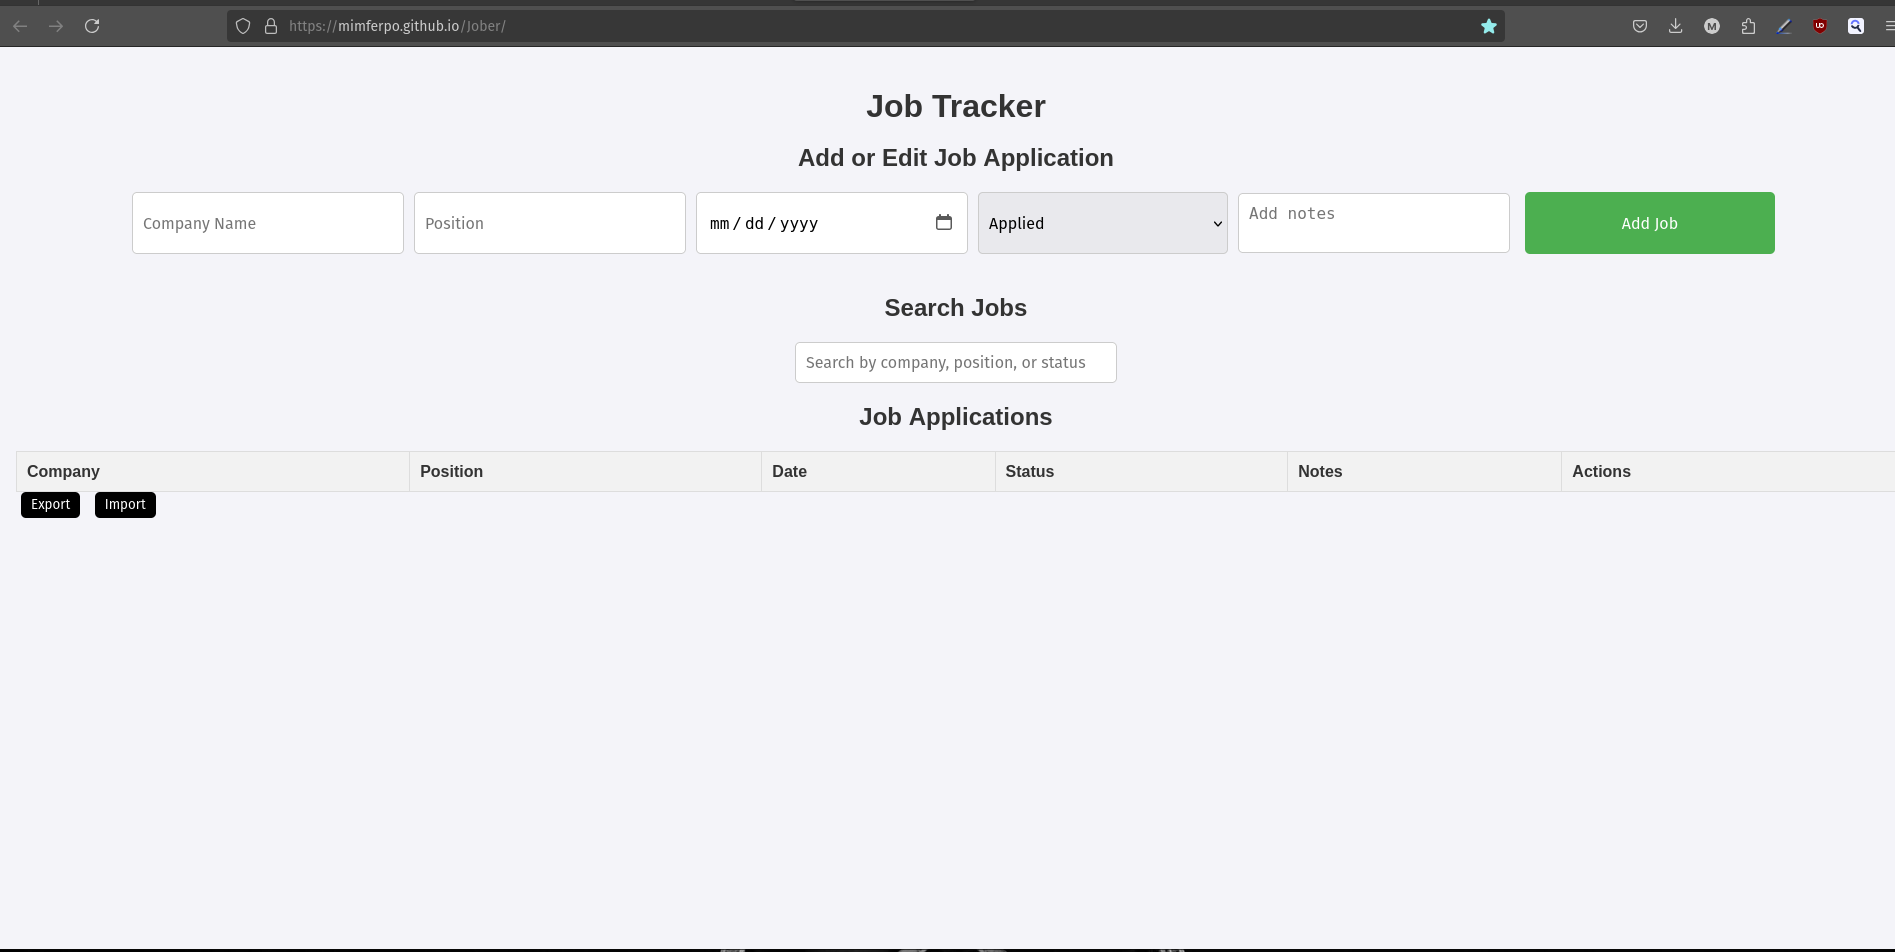 https://mimferpo.github.io/Jober/
Job Tracker
Add or Edit Job Application
Company Name Position mm / dd / yyyy Applied Add notes Add Job
Search Jobs
Search by company, position, or status
Job Applications
Company Position Date Status Notes Actions
Export Import